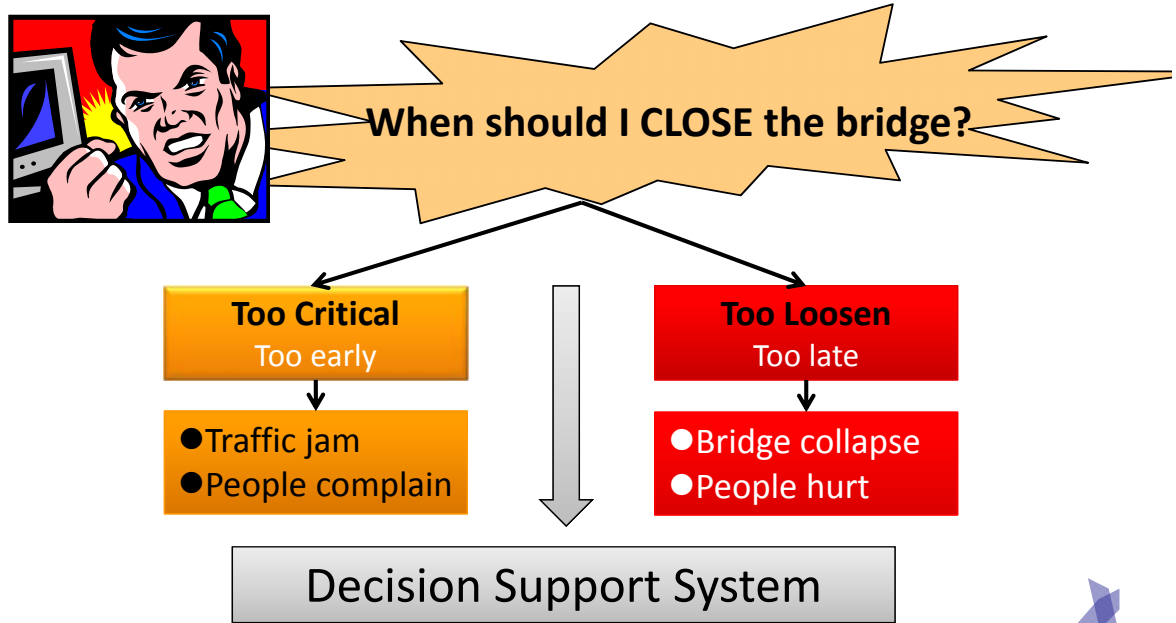 When should I CLOSE the bridge?
Too Critical
Too early
Too Loosen
Too late
●Traffic jam
●People complain
●Bridge collapse
●People hurt
Decision Support System